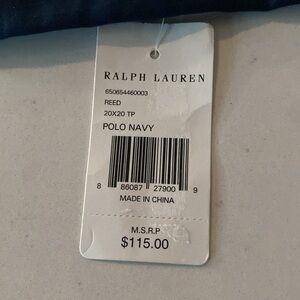 RALPH LAUREN
650654460003
REED
20X20 TP
POLO NAVY
8 86087 27900 9
MADE IN CHINA
M.S.R.P
$115.00